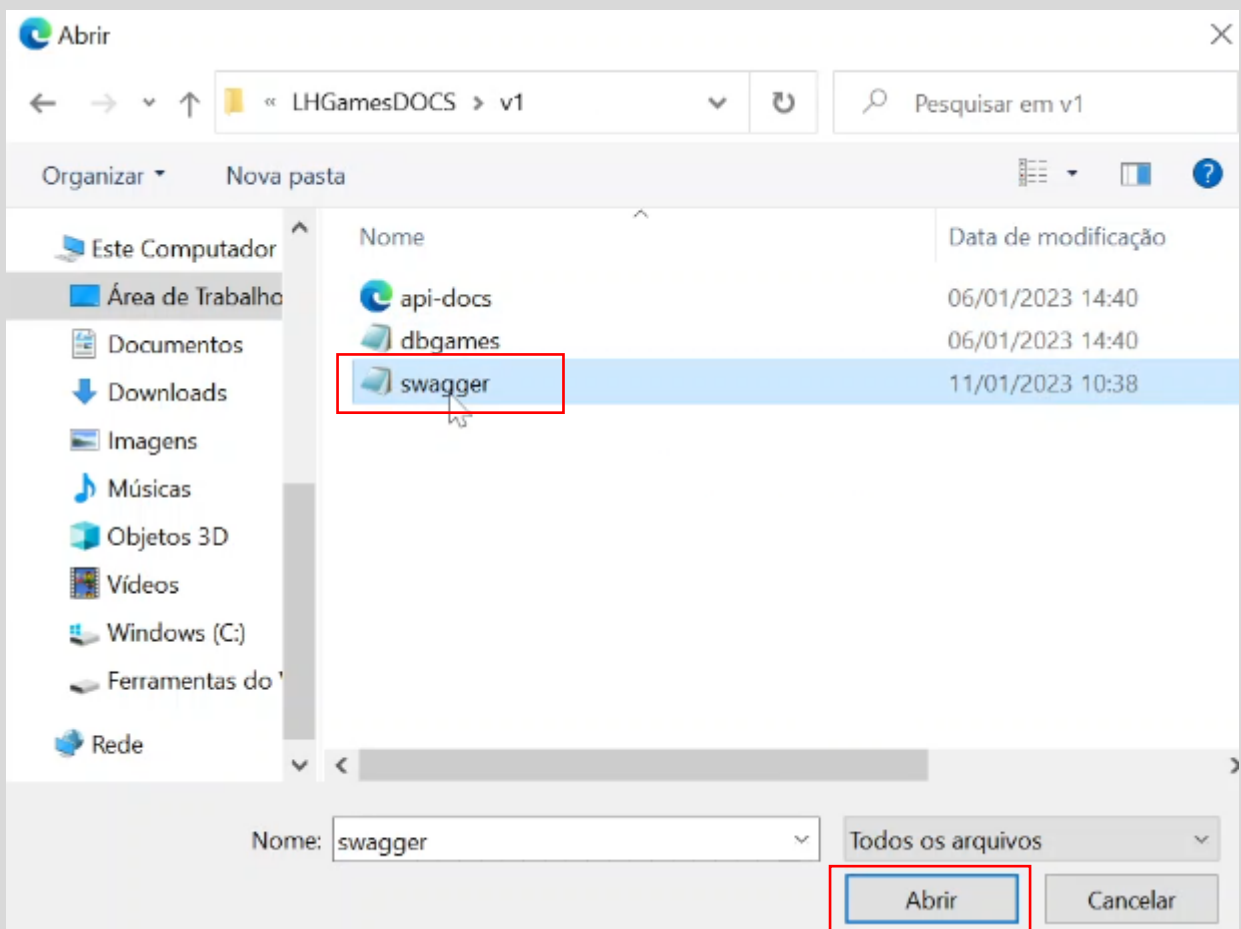 Abrir
« LHGamesDOCS > v1
Pesquisar em v1
Organizar
Nova pasta
?
Nome
Data de modificação
Este Computador
Área de Trabalho
Documentos
Downloads
Imagens
Músicas
Objetos 3D
Vídeos
Windows (C:)
Ferramentas do
Rede
api-docs 06/01/2023 14:40
dbgames 06/01/2023 14:40
swagger 11/01/2023 10:38
Nome: swagger
Todos os arquivos
Abrir
Cancelar